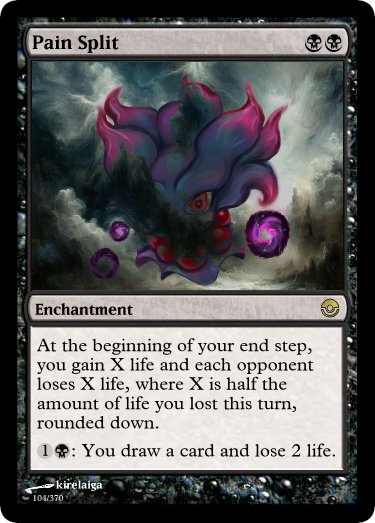 Pain Split
Enchantment
At the beginning of your end step,
you gain X life and each opponent
loses X life, where X is half the
amount of life you lost this turn,
rounded down.
1 : You draw a card and lose 2 life.
kirelaiga
104/370